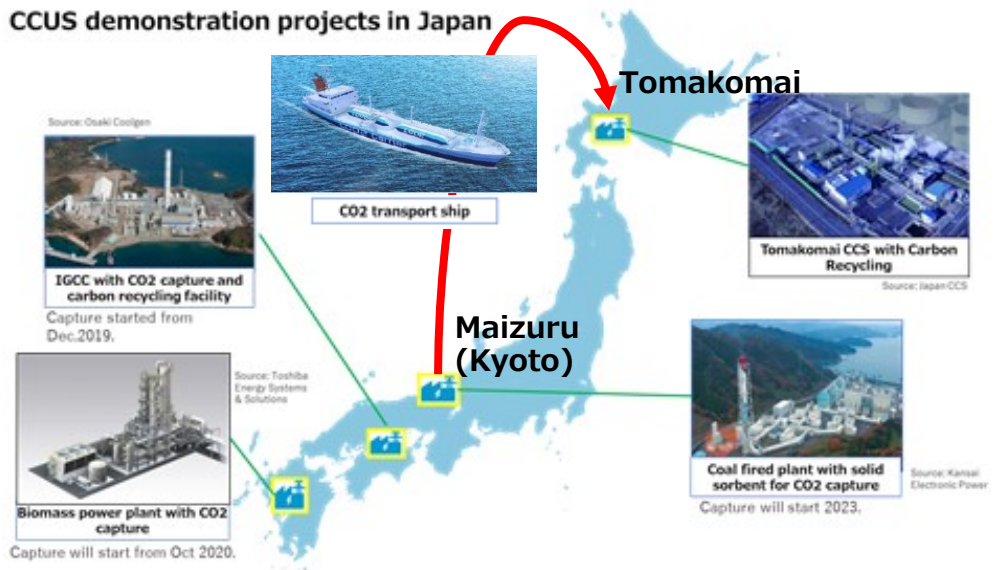 CCUS demonstration projects in Japan
Tomakomai
Source: Osaki Coolgen
CO2 transport ship
Tomakomai CCS with Carbon
Recycling
Source: Japan CCS
IGCC with CO2 capture and
carbon recycling facility
Capture started from
Dec.2019.
Maizuru
(Kyoto)
Source: Toshiba
Energy Systems
& Solutions
Coal fired plant with solid
sorbent for CO2 capture
Source: Kansai
Electronic Power
Capture will start 2023.
Biomass power plant with CO2
capture
Capture will start from Oct 2020.